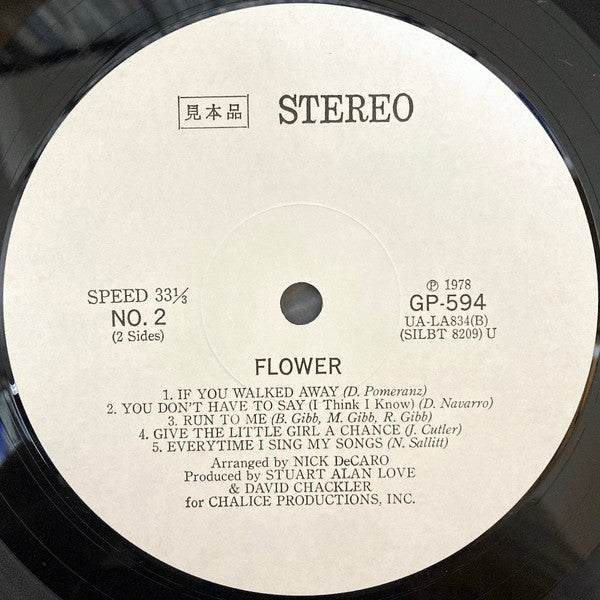 見本品 STEREO
SPEED 33⅓
NO. 2
(2 Sides)
Ⓟ 1978
GP-594
UA-LA834(B)
(SILBT 8209) U
FLOWER
1. IF YOU WALKED AWAY (D. Pomeranz)
2. YOU DON'T HAVE TO SAY (I Think I Know) (D. Navarro)
3. RUN TO ME (B. Gibb, M. Gibb, R. Gibb)
4. GIVE THE LITTLE GIRL A CHANCE (J. Cutler)
5. EVERYTIME I SING MY SONGS (N. Sallitt)
Arranged by NICK DeCARO
Produced by STUART ALAN LOVE
& DAVID CHACKLER
for CHALICE PRODUCTIONS, INC.